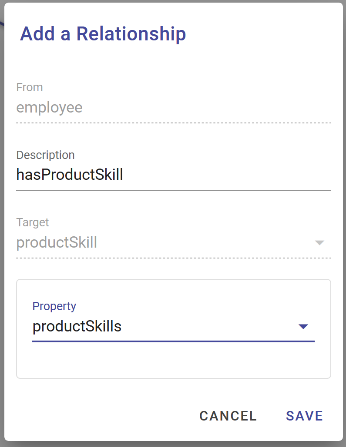 Add a Relationship
From
employee
Description
hasProductSkill
Target
productSkill
Property
productSkills
CANCEL SAVE